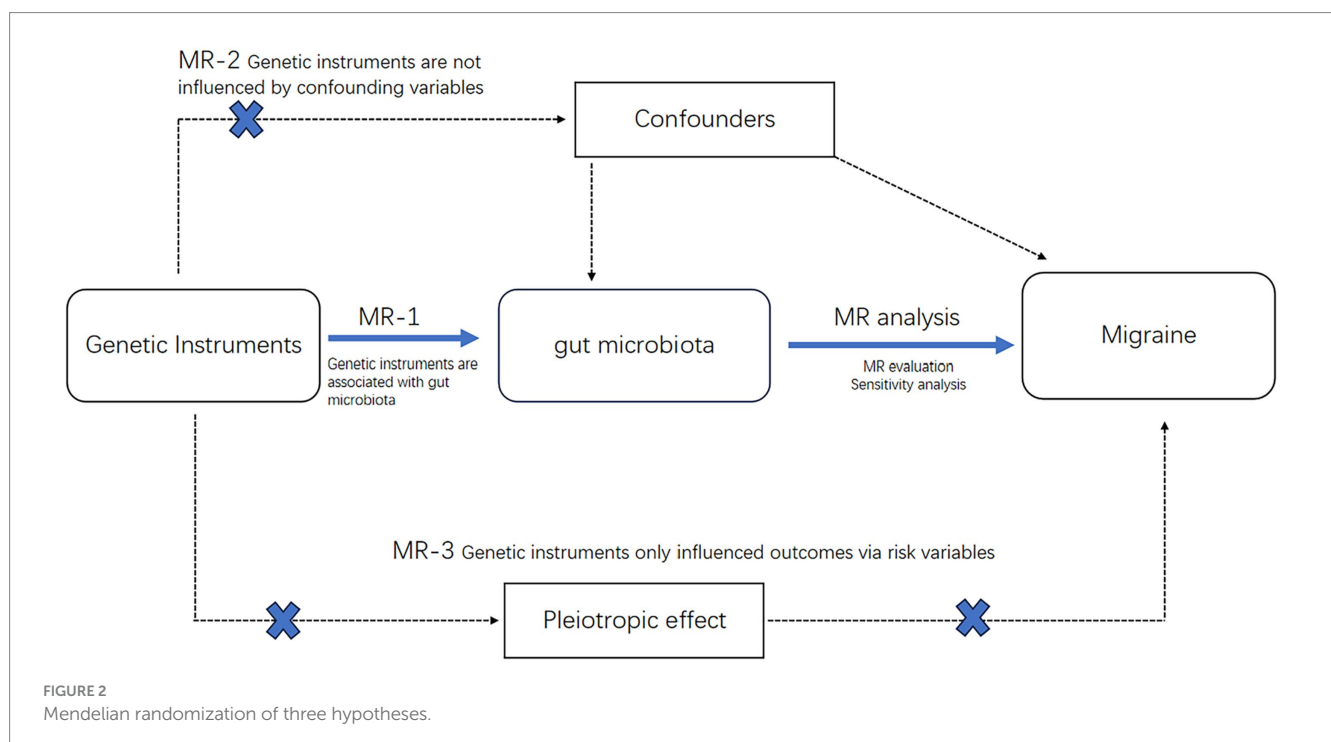 MR-2 Genetic instruments are not
influenced by confounding variables
Confounders
Genetic Instruments
MR-1
Genetic instruments are
associated with gut
microbiota
gut microbiota
MR analysis
MR evaluation
Sensitivity analysis
Migraine
MR-3 Genetic instruments only influenced outcomes via risk variables
Pleiotropic effect
FIGURE 2
Mendelian randomization of three hypotheses.